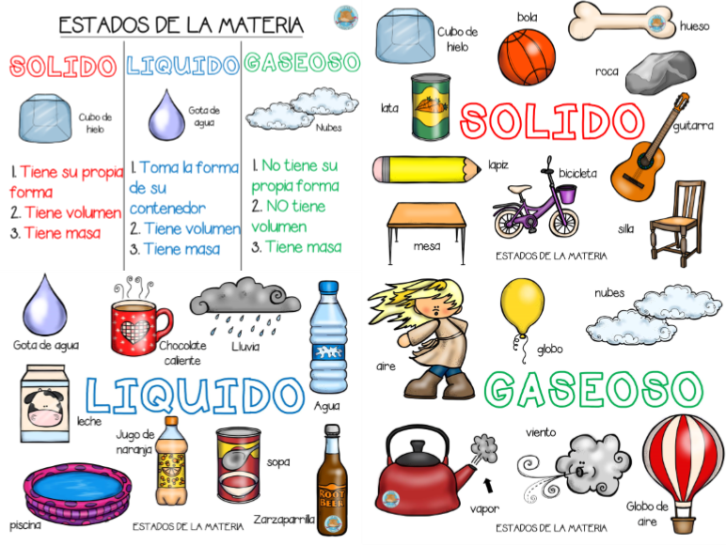 ESTADOS DE LA MATERIA
SOLIDO
LIQUIDO
GASEOSO
Cubo de
hielo
Gota de
agua
Nubes
1. Tiene su propia
forma
2. Tiene volumen
3. Tiene masa
1. Toma la forma
de su
contenedor
2. Tiene volumen
3. Tiene masa
1. No tiene su
propia forma
2. NO tiene
volumen
3. Tiene masa
Cubo de
hielo
bola
hueso
roca
lata
SOLIDO
guitarra
lapiz
bicicleta
mesa
silla
ESTADOS DE LA MATERIA
Gota de agua
Chocolate
caliente
Lluvia
LIQUIDO
Agua
leche
Jugo de
naranja
sopa
ROOT
BEER
piscina
ESTADOS DE LA MATERIA
Zarzaparrilla
aire
globo
nubes
GASEOSO
vapor
viento
Globo de
aire
ESTADOS DE LA MATERIA